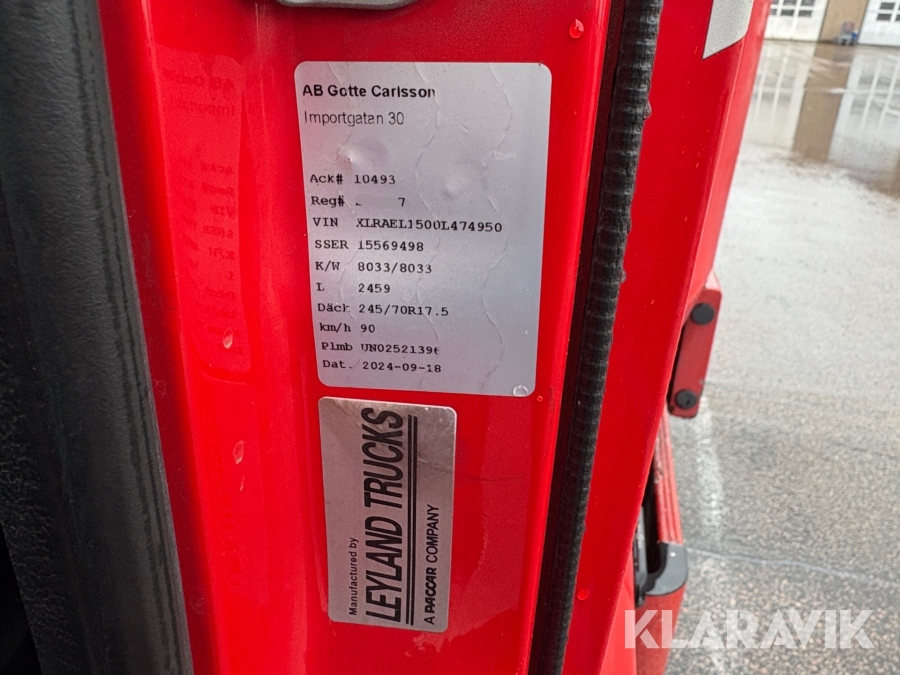 AB Gotte Carlsson
Importgatan 30
Ack# 10493
Reg# 7
VIN XLRAEL1500L474950
SSER 15569498
K/W 8033/8033
L 2459
Däck 245/70R17.5
km/h 90
Plmb UN02521396
Dat. 2024-09-18
Manufactured by
LEYLAND TRUCKS
A PACCAR COMPANY
KLARAVIK